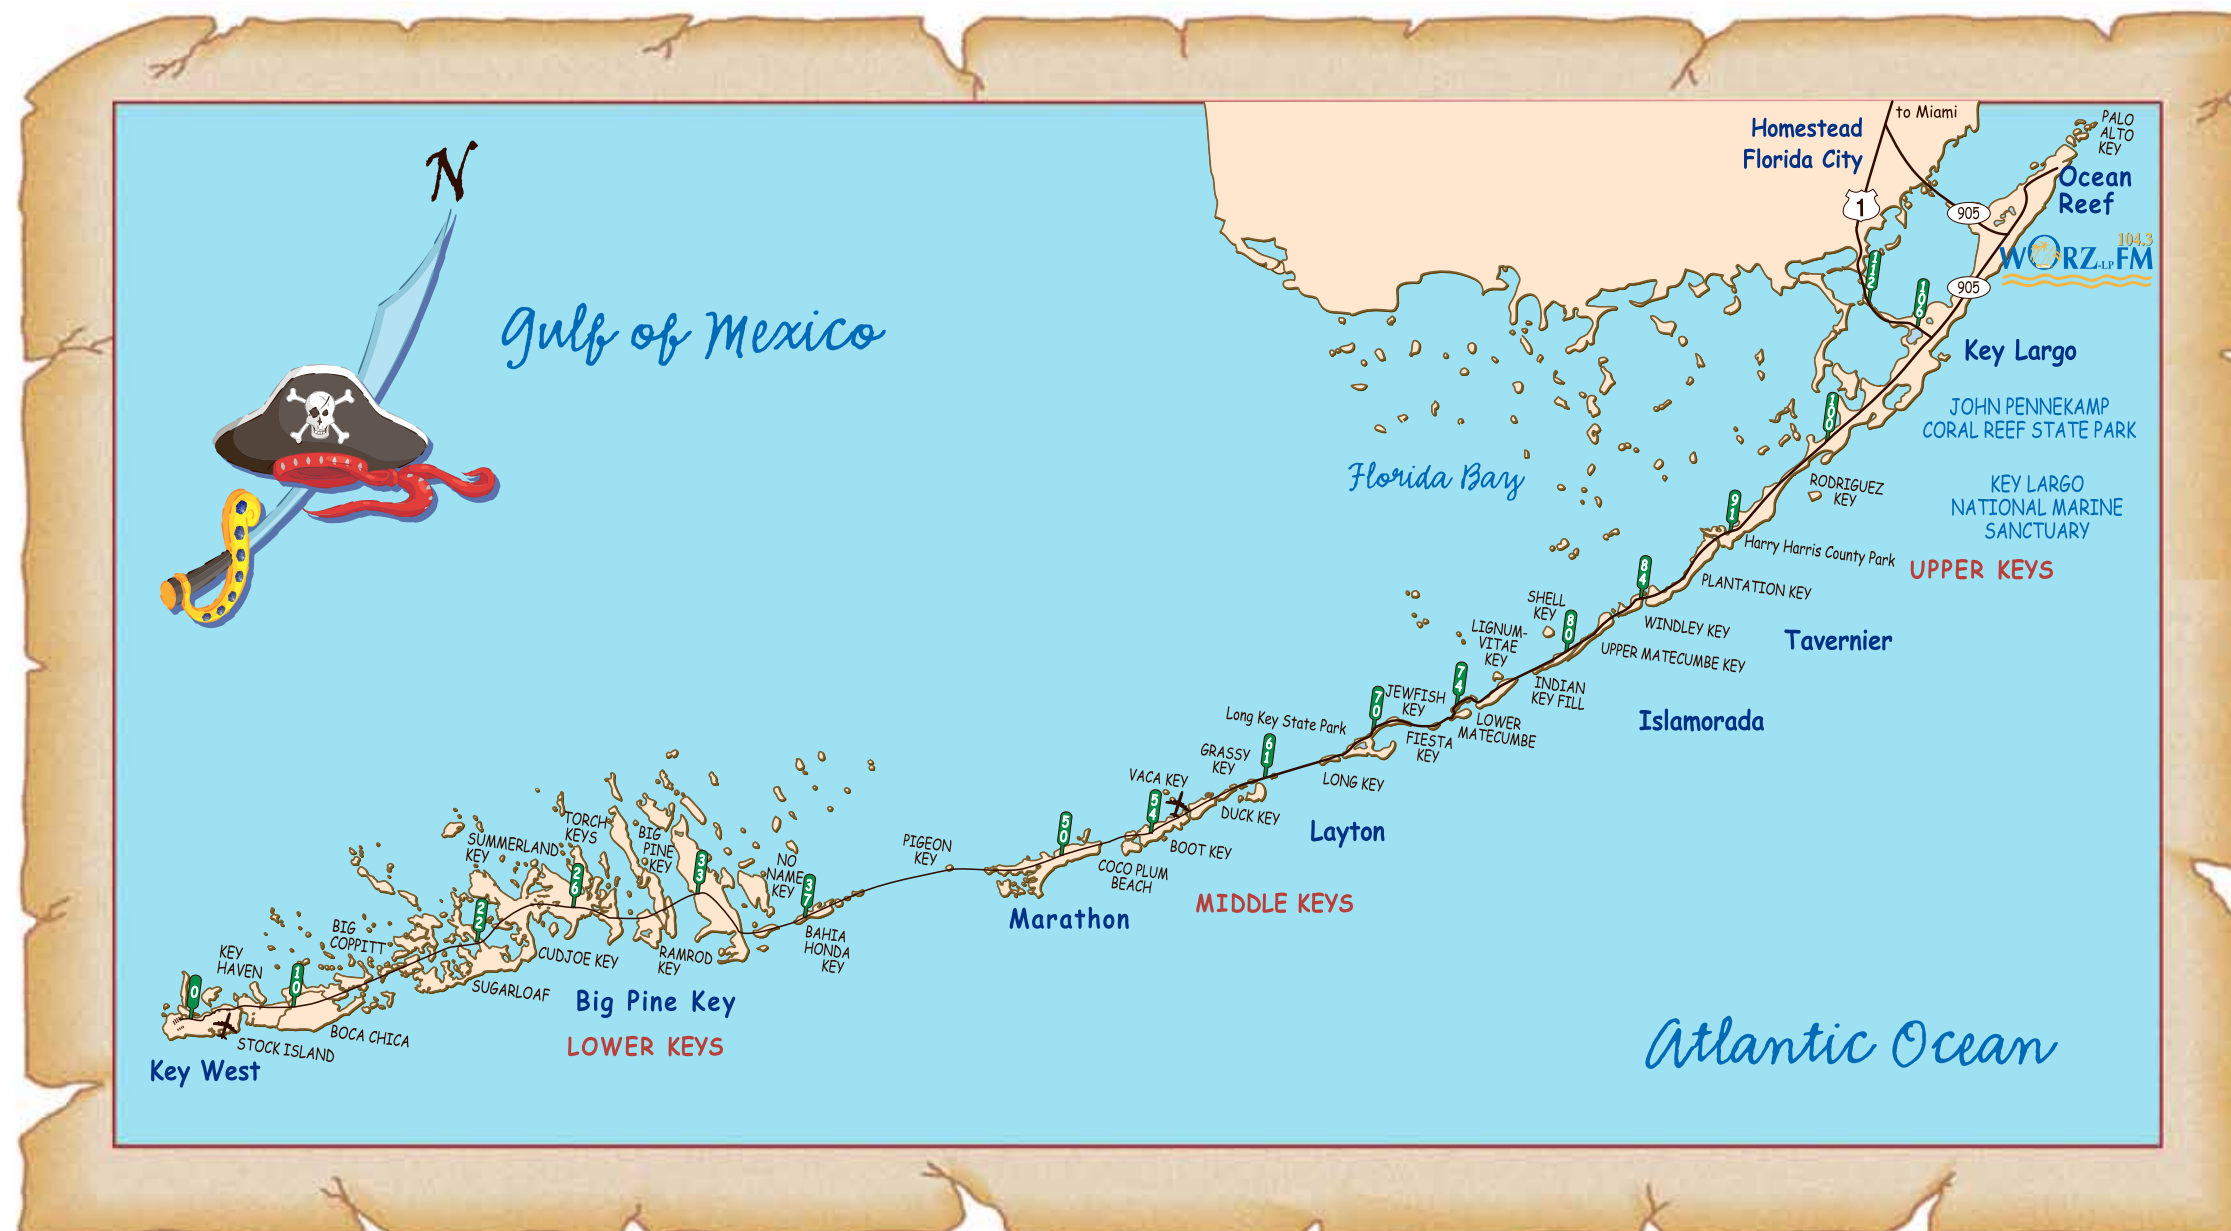 N
Gulf of Mexico
Florida Bay
Atlantic Ocean
to Miami
Homestead
Florida City
1
905
905
PALO
ALTO
KEY
Ocean
Reef
104.3
WORZ-LP FM
112
106
Key Largo
JOHN PENNEKAMP
CORAL REEF STATE PARK
KEY LARGO
NATIONAL MARINE
SANCTUARY
UPPER KEYS
100
RODRIGUEZ
KEY
91
Harry Harris County Park
PLANTATION KEY
84
WINDLEY KEY
Tavernier
SHELL
KEY
80
UPPER MATECUMBE KEY
LIGNUM-
VITAE
KEY
INDIAN
KEY FILL
Islamorada
74
LOWER
MATECUMBE
JEWFISH
KEY
70
FIESTA
KEY
Long Key State Park
LONG KEY
61
GRASSY
KEY
DUCK KEY
Layton
VACA KEY
54
BOOT KEY
COCO PLUM
BEACH
50
MIDDLE KEYS
Marathon
PIGEON
KEY
37
BAHIA
HONDA
KEY
NO
NAME
KEY
33
BIG
PINE
KEY
RAMROD
KEY
TORCH
KEYS
26
SUMMERLAND
KEY
CUDJOE KEY
Big Pine Key
LOWER KEYS
22
SUGARLOAF
BIG
COPPITT
10
BOCA CHICA
KEY
HAVEN
0
STOCK ISLAND
Key West